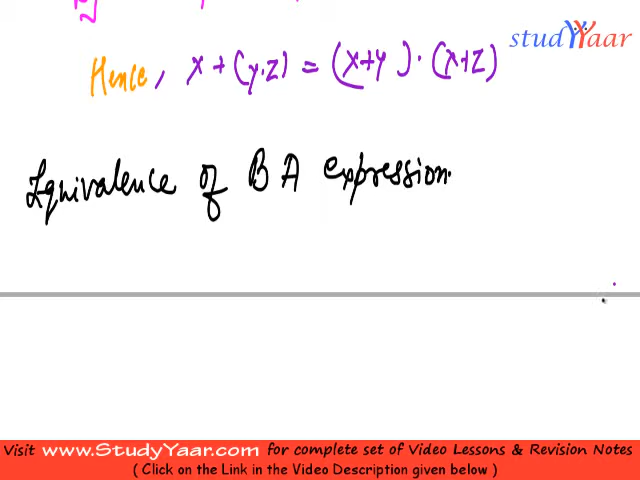 studYYaar
Hence, x + (y.z) = (x+y) . (x+z)
Equivalence of B A expression.
Visit www.StudyYaar.com for complete set of Video Lessons & Revision Notes
( Click on the Link in the Video Description given below )